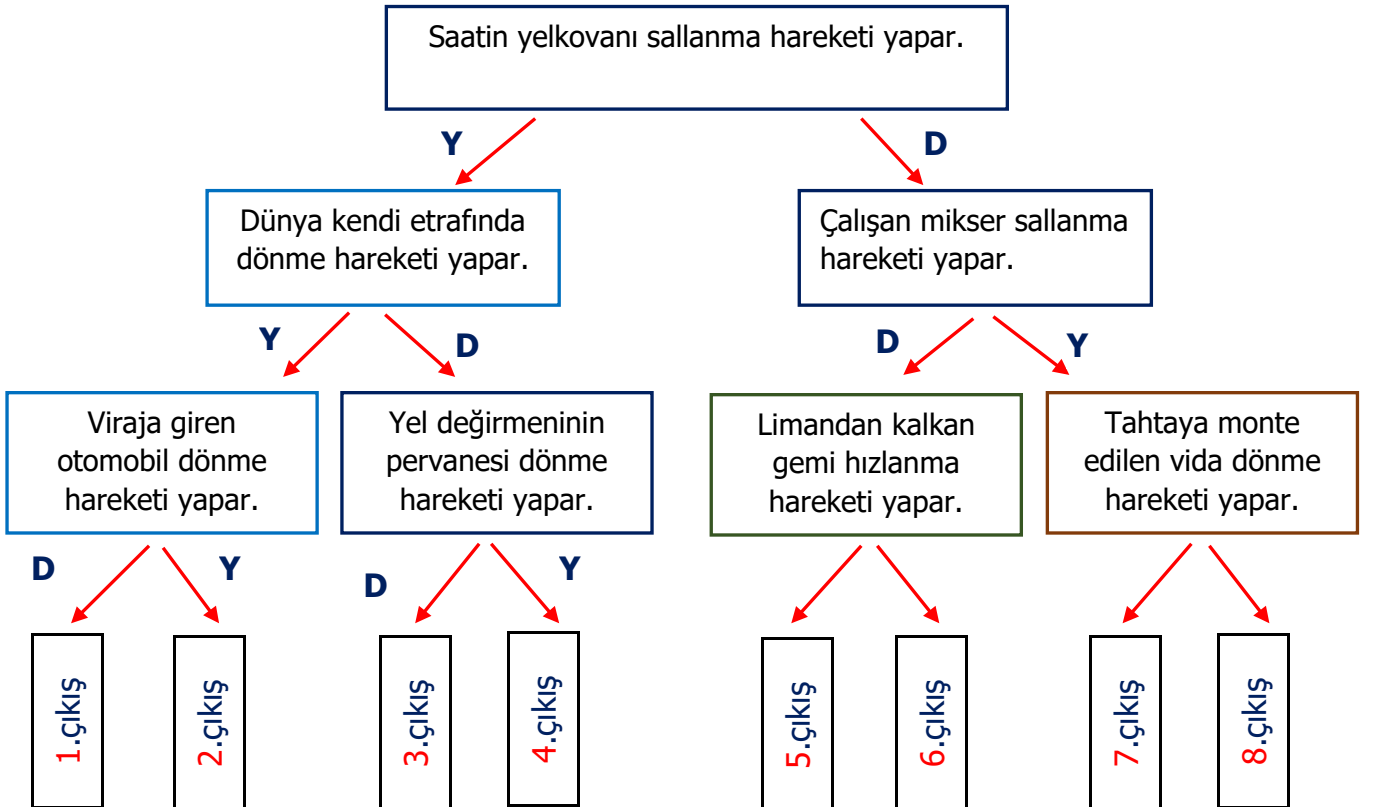 Saatin yelkovanı sallanma hareketi yapar.
Y
D
Dünya kendi etrafında
dönme hareketi yapar.
Çalışan mikser sallanma
hareketi yapar.
Y
D
D
Y
Viraja giren
otomobil dönme
hareketi yapar.
Yel değirmeninin
pervanesi dönme
hareketi yapar.
Limandan kalkan
gemi hızlanma
hareketi yapar.
Tahtaya monte
edilen vida dönme
hareketi yapar.
D
Y
D
Y
1.çıkış
2.çıkış
3.çıkış
4.çıkış
5.çıkış
6.çıkış
7.çıkış
8.çıkış